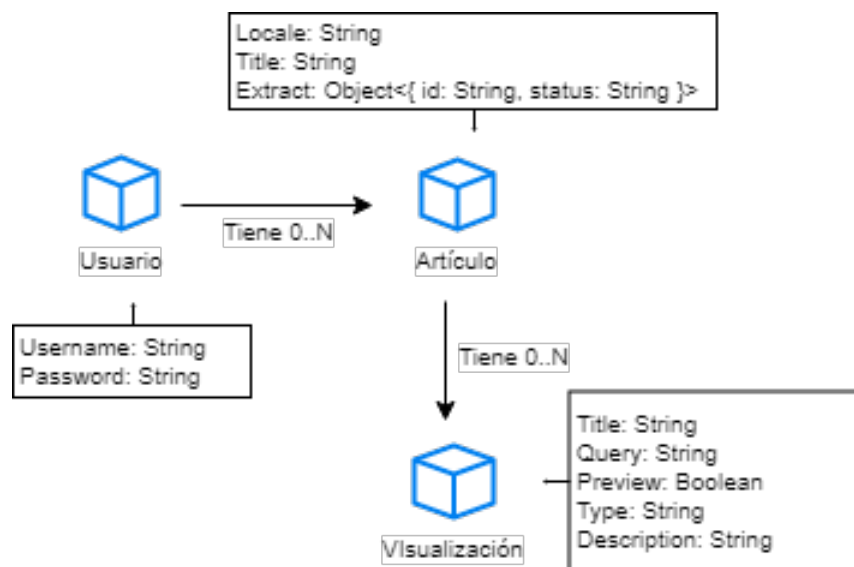 Locale: String
Title: String
Extract: Object<{ id: String, status: String }>
Tiene 0..N
Usuario
Artículo
Username: String
Password: String
Tiene 0..N
Title: String
Query: String
Preview: Boolean
Type: String
Description: String
VIsualización